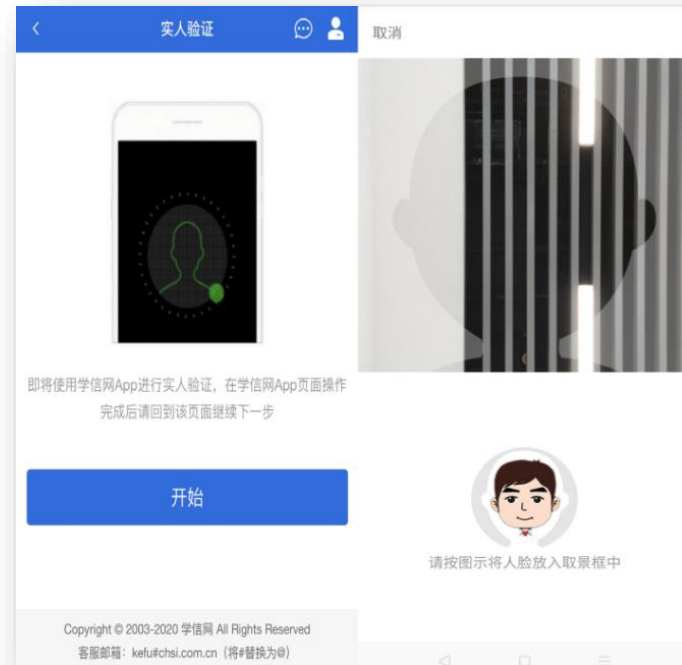 实人验证
即将使用学信网App进行实人验证，在学信网App页面操作
完成后请回到该页面继续下一步
开始
Copyright © 2003-2020 学信网 All Rights Reserved
客服邮箱：kefu#chsi.com.cn（将#替换为@）
取消
请按图示将人脸放入取景框中